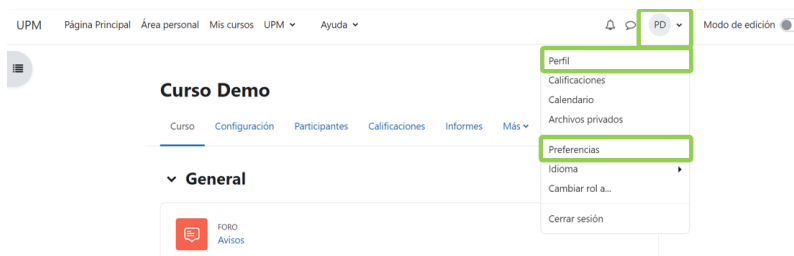 UPM Página Principal Área personal Mis cursos UPM Ayuda PD Modo de edición
Perfil
Calificaciones
Calendario
Archivos privados
Preferencias
Idioma
Cambiar rol a...
Cerrar sesión
Curso Demo
Curso Configuración Participantes Calificaciones Informes Más
General
FORO
Avisos